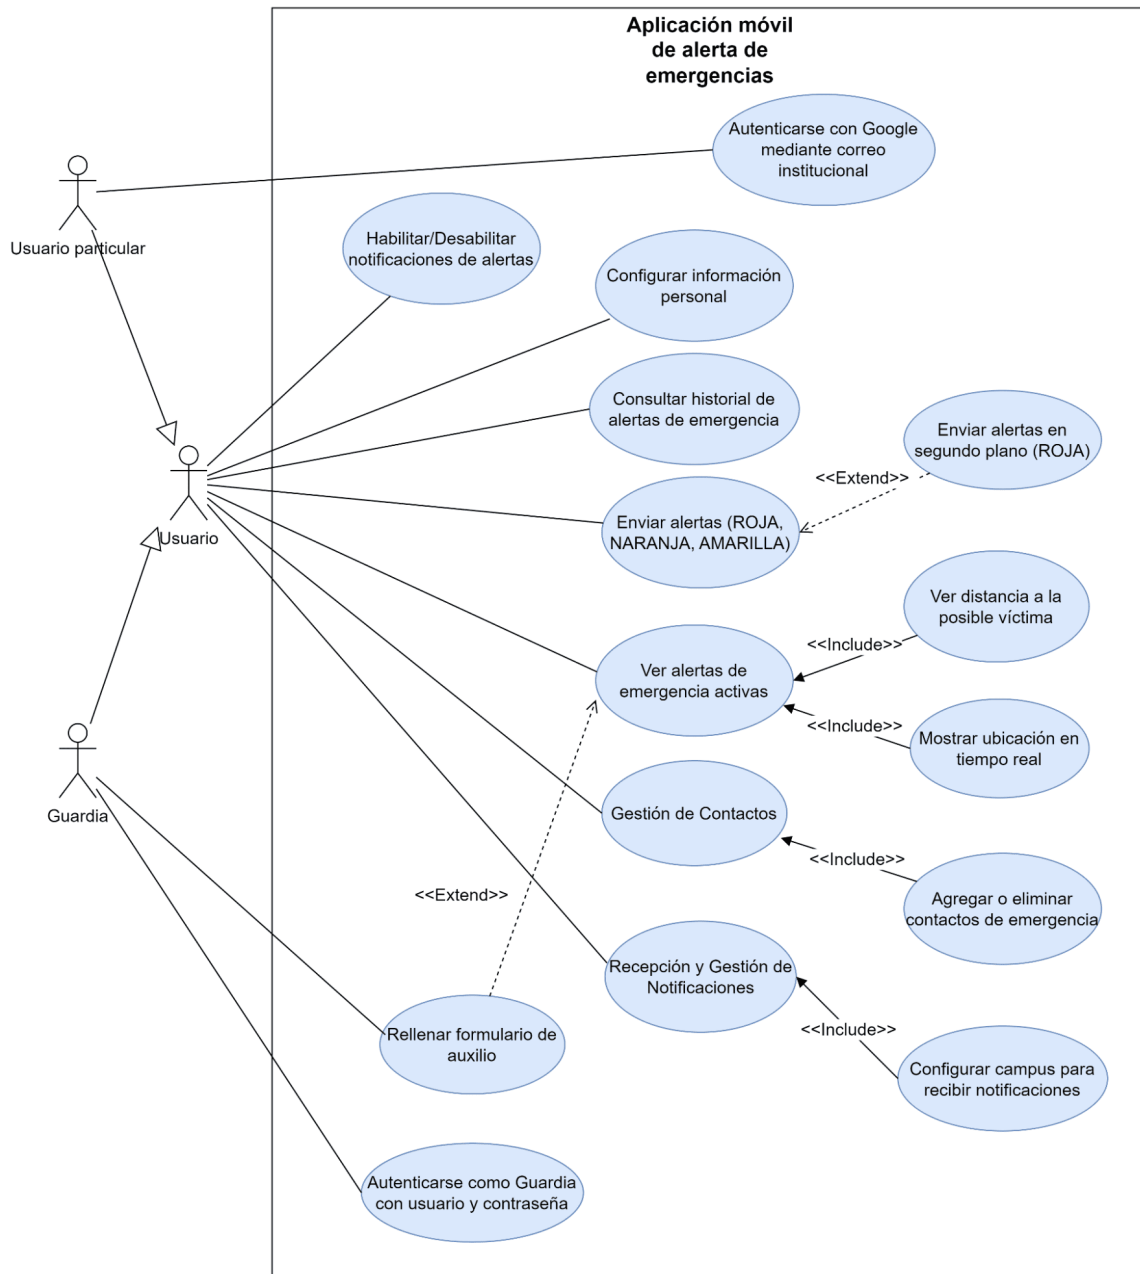 Aplicación móvil
de alerta de
emergencias
Autenticarse con Google
mediante correo
institucional
Usuario particular
Habilitar/Desabilitar
notificaciones de alertas
Configurar información
personal
Consultar historial de
alertas de emergencia
Enviar alertas en
segundo plano (ROJA)
<<Extend>>
Enviar alertas (ROJA,
NARANJA, AMARILLA)
Usuario
Ver distancia a la
posible víctima
<<Include>>
Ver alertas de
emergencia activas
<<Include>>
Mostrar ubicación en
tiempo real
Guardia
Gestión de Contactos
<<Include>>
Agregar o eliminar
contactos de emergencia
<<Extend>>
Recepción y Gestión de
Notificaciones
<<Include>>
Rellenar formulario de
auxilio
Configurar campus para
recibir notificaciones
Autenticarse como Guardia
con usuario y contraseña